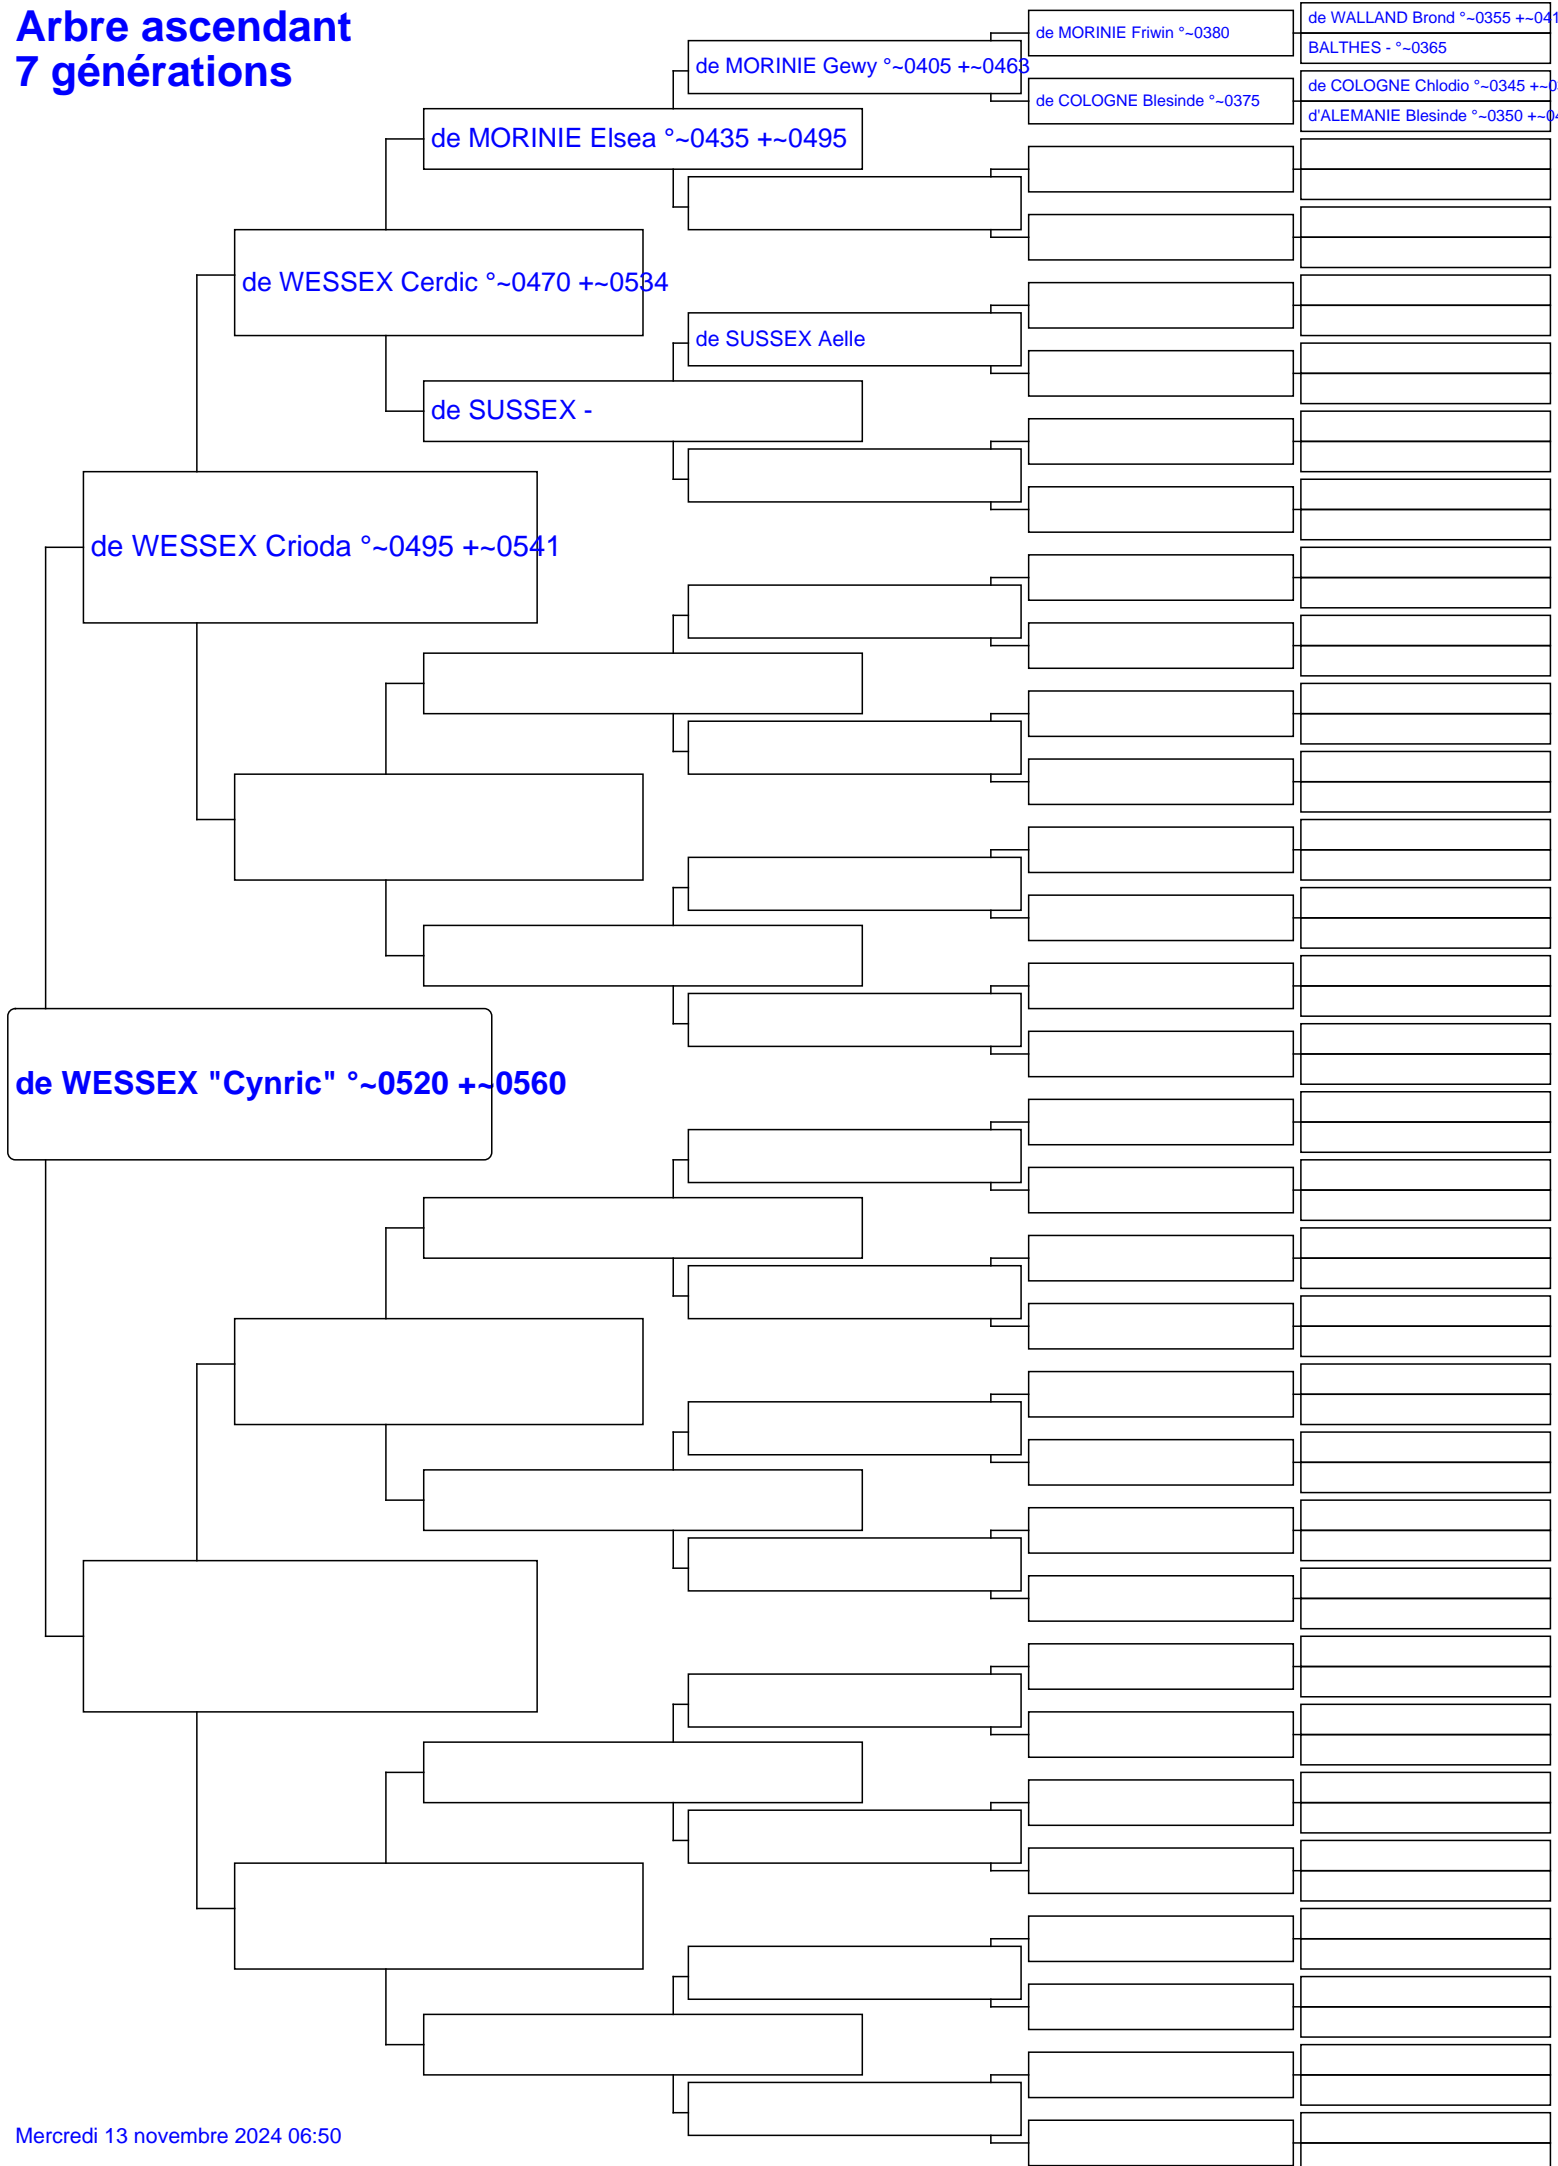 Arbre ascendant
7 générations
de WALLAND Brond °~0355 +~041
de MORINIE Friwin °~0380
BALTHES - °~0365
de MORINIE Gewy °~0405 +~0463
de COLOGNE Chlodio °~0345 +~0
de COLOGNE Blesinde °~0375
d'ALEMANIE Blesinde °~0350 +~04
de MORINIE Elsea °~0435 +~0495
de WESSEX Cerdic °~0470 +~0534
de SUSSEX Aelle
de SUSSEX -
de WESSEX Crioda °~0495 +~0541
de WESSEX "Cynric" °~0520 +~0560
Mercredi 13 novembre 2024 06:50